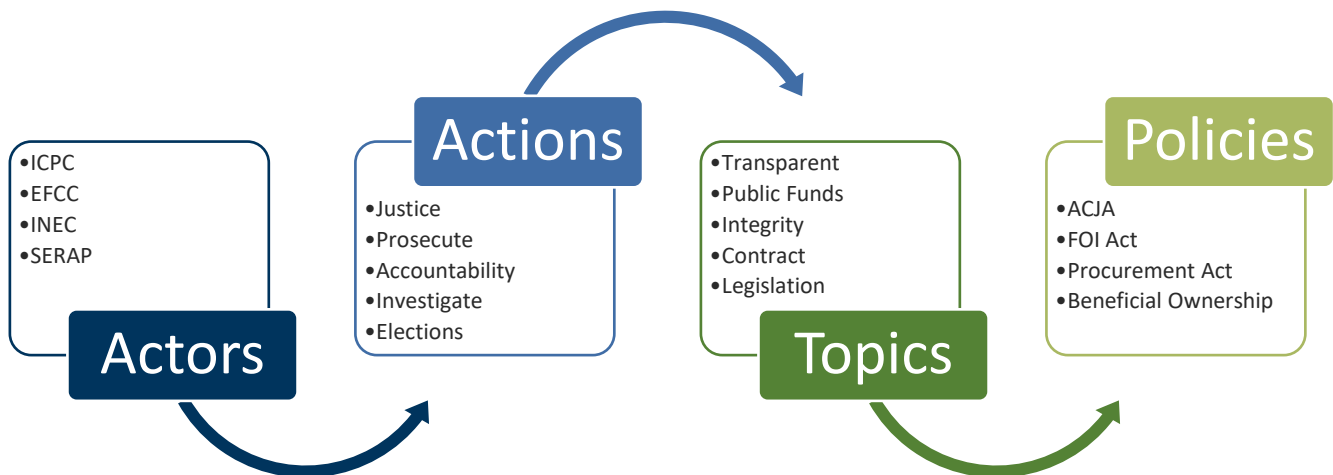 •ICPC
•EFCC
•INEC
•SERAP
Actors
Actions
•Justice
•Prosecute
•Accountability
•Investigate
•Elections
•Transparent
•Public Funds
•Integrity
•Contract
•Legislation
Topics
Policies
•ACJA
•FOI Act
•Procurement Act
•Beneficial Ownership